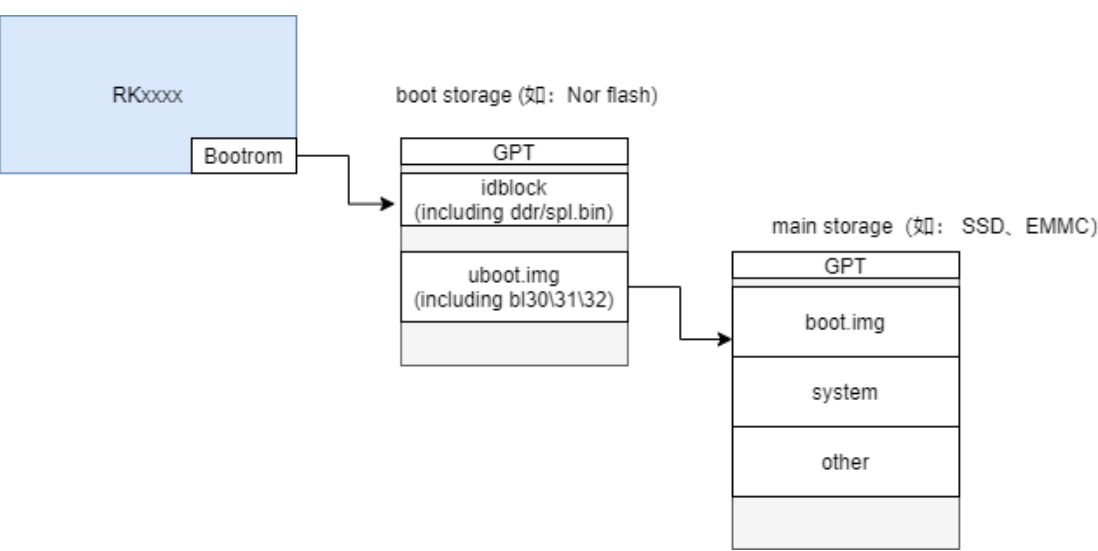 RKxxxx
Bootrom
boot storage (如：Nor flash)
GPT
idblock
(including ddr/spl.bin)
uboot.img
(including bl30\31\32)
main storage（如： SSD、EMMC)
GPT
boot.img
system
other